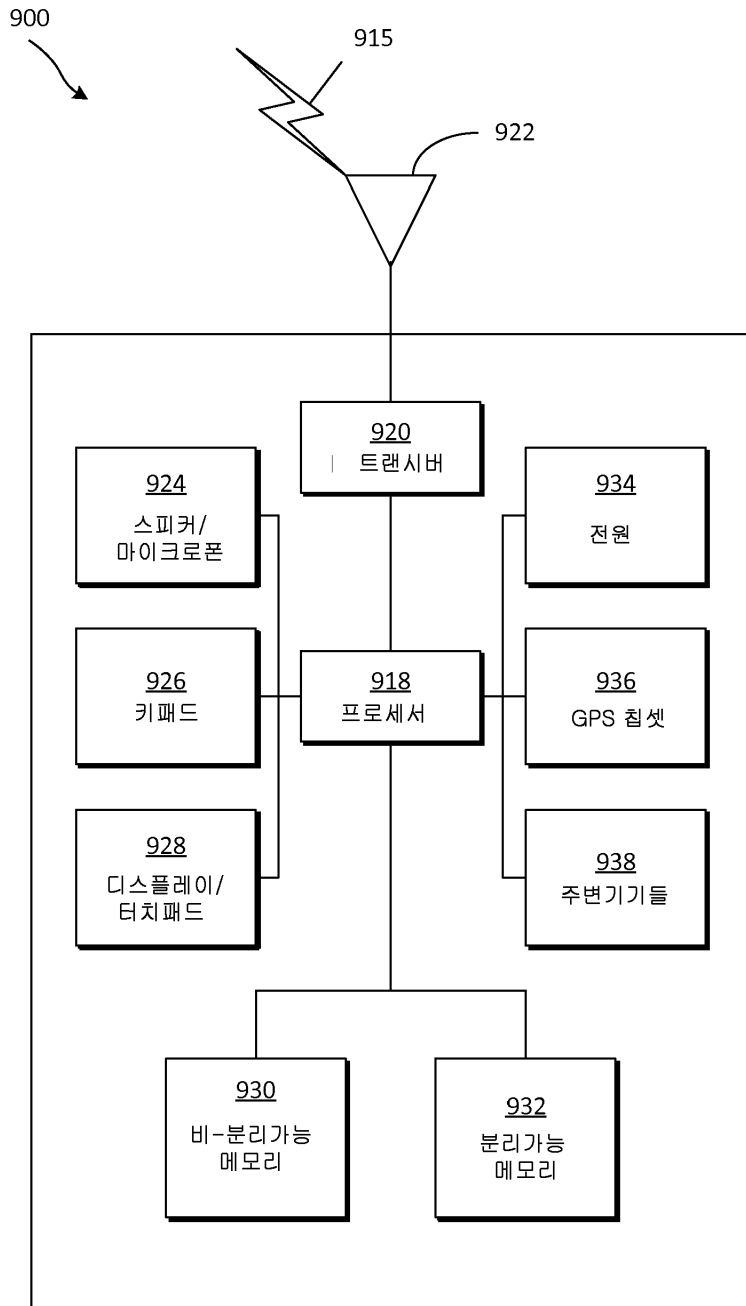 900
915
922
920
트랜시버
924
스피커/
마이크로폰
934
전원
926
키패드
918
프로세서
936
GPS 칩셋
928
디스플레이/
터치패드
938
주변기기들
930
비-분리가능
메모리
932
분리가능
메모리